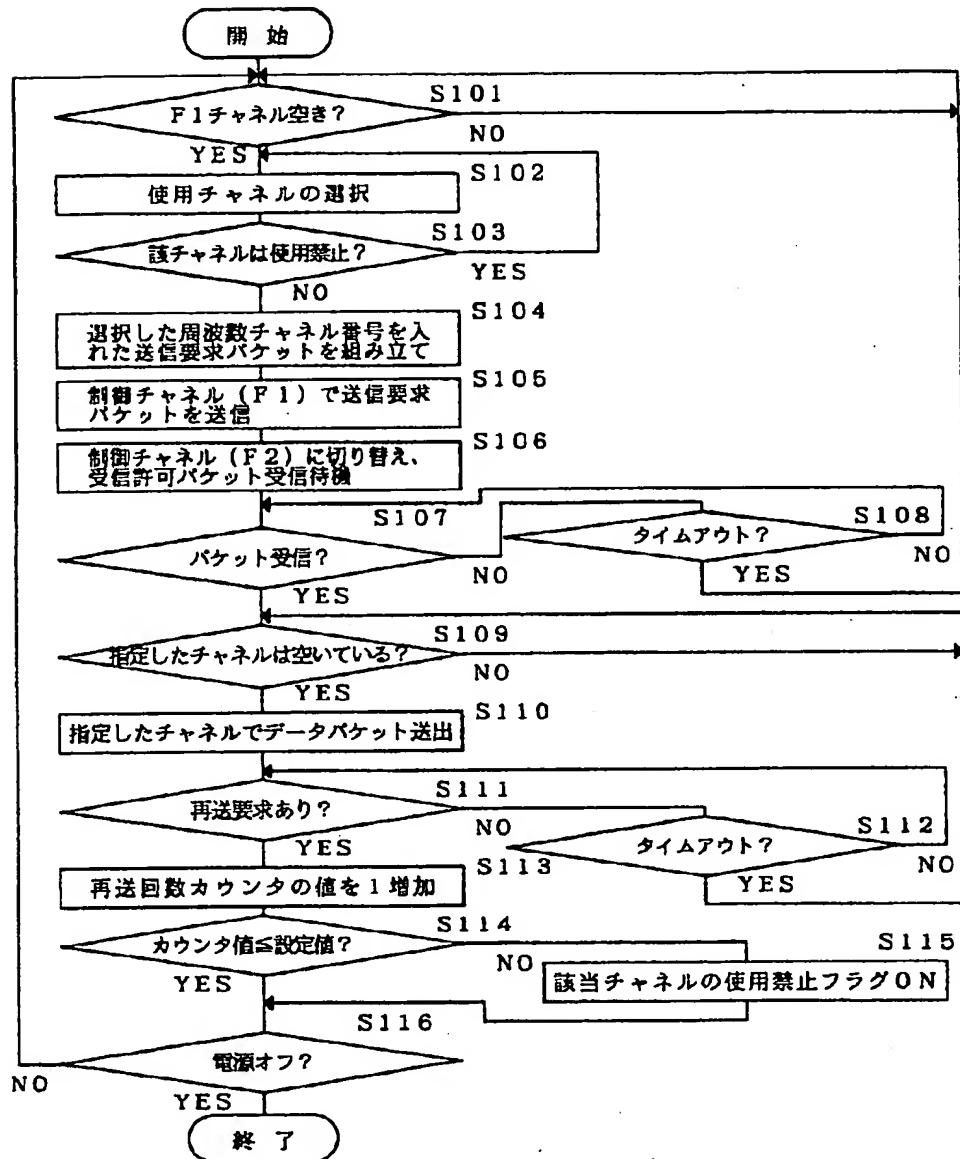 開始
S101
F1チャネル空き?
NO
YES
S102
使用チャネルの選択
S103
該チャネルは使用禁止?
YES
NO
S104
選択した周波数チャネル番号を入
れた送信要求パケットを組み立て
S105
制御チャネル(F1)で送信要求
パケットを送信
S106
制御チャネル(F2)に切り替え、
受信許可パケット受信待機
S107
パケット受信?
NO
YES
S108
タイムアウト?
NO
YES
S109
指定したチャネルは空いている?
NO
YES
S110
指定したチャネルでデータパケット送出
S111
再送要求あり?
NO
YES
S112
タイムアウト?
NO
YES
S113
再送回数カウンタの値を1増加
S114
カウンタ値≦設定値?
NO
YES
S115
該当チャネルの使用禁止フラグON
S116
電源オフ?
NO
YES
終了